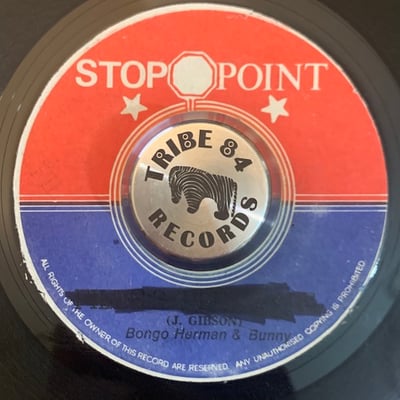 STOP POINT
TRIBE 84
RECORDS
(J. GIBSON)
Bongo Herman & Bunny
ALL RIGHTS OF THE OWNER OF THIS RECORD ARE RESERVED. ANY UNAUTHORISED COPYING IS PROHIBITED.